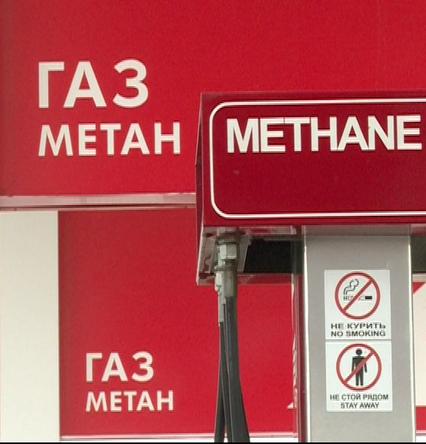 ГАЗ
МЕТАН
METHANE
НЕ КУРИТЬ
NO SMOKING
НЕ СТОЙ РЯДОМ
STAY AWAY
ГАЗ
МЕТАН